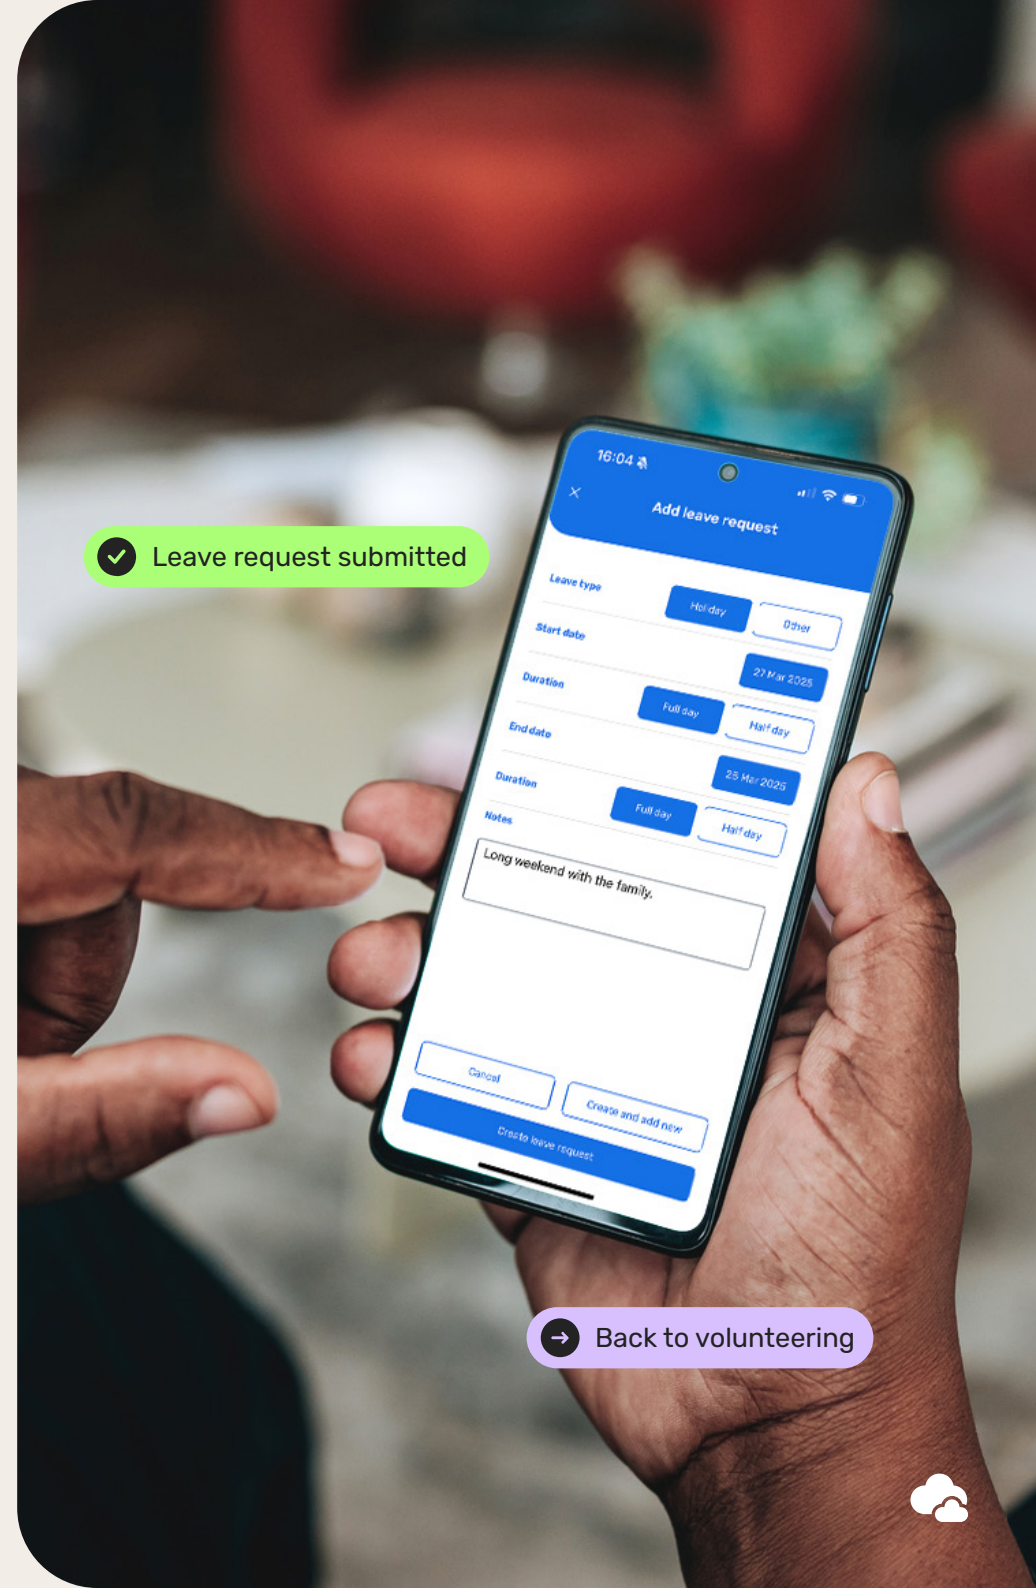 16:04
Add leave request
Leave request submitted
Leave type
Holiday
Other
Start date
27 Mar 2025
Duration
Full day
Half day
End date
25 Mar 2025
Duration
Full day
Half day
Notes
Long weekend with the family.
Cancel
Create and add new
Create leave request
Back to volunteering